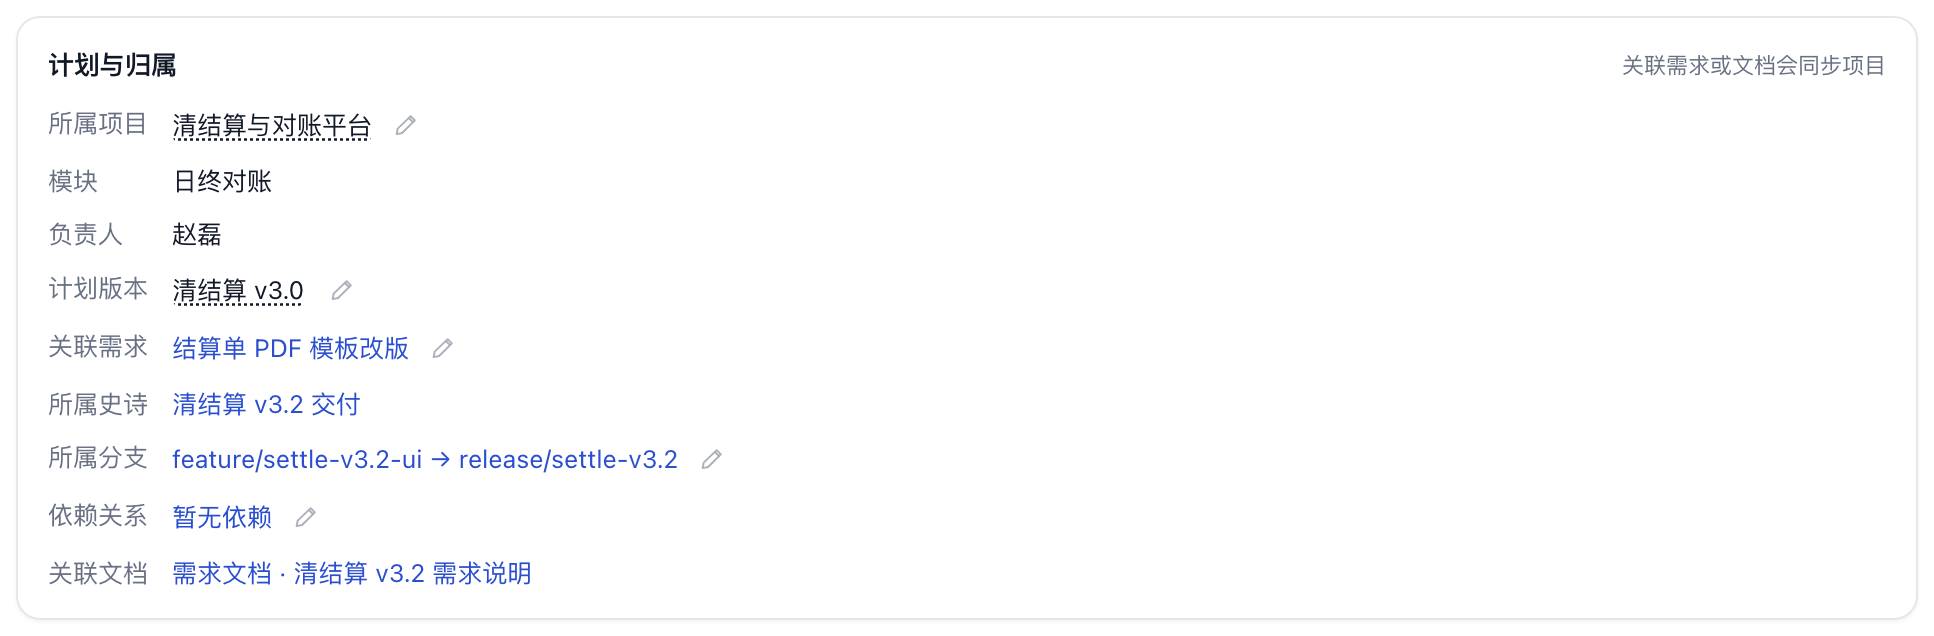 计划与归属 关联需求或文档会同步项目
所属项目 清结算与对账平台
模块 日终对账
负责人 赵磊
计划版本 清结算 v3.0
关联需求 结算单 PDF 模板改版
所属史诗 清结算 v3.2 交付
所属分支 feature/settle-v3.2-ui → release/settle-v3.2
依赖关系 暂无依赖
关联文档 需求文档 · 清结算 v3.2 需求说明